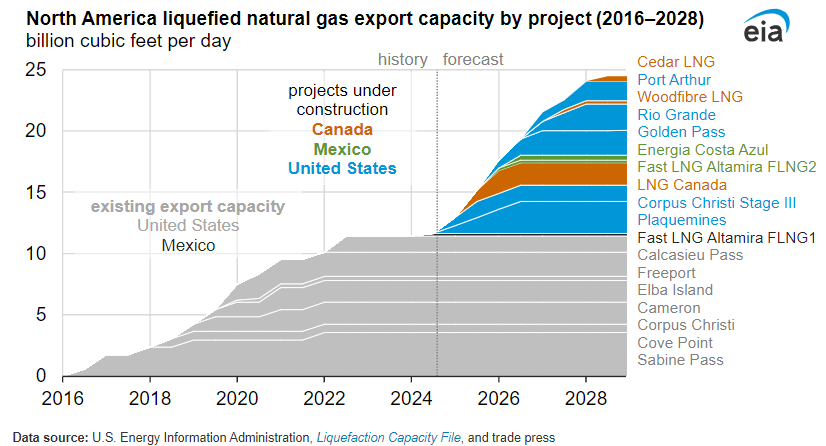 North America liquefied natural gas export capacity by project (2016–2028)
billion cubic feet per day
eia
history forecast
25
20
15
10
5
0
projects under
construction
Canada
Mexico
United States
existing export capacity
United States
Mexico
Cedar LNG
Port Arthur
Woodfibre LNG
Rio Grande
Golden Pass
Energia Costa Azul
Fast LNG Altamira FLNG2
LNG Canada
Corpus Christi Stage III
Plaquemines
Fast LNG Altamira FLNG1
Calcasieu Pass
Freeport
Elba Island
Cameron
Corpus Christi
Cove Point
Sabine Pass
2016 2018 2020 2022 2024 2026 2028
Data source: U.S. Energy Information Administration, Liquefaction Capacity File, and trade press